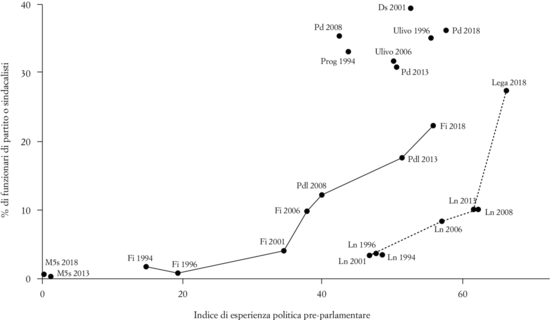 40
Ds 2001
Pd 2008
Ulivo 1996
Pd 2018
Prog 1994
Ulivo 2006
Pd 2013
30
Lega 2018
% di funzionari di partito o sindacalisti
Fi 2018
20
Pdl 2013
Pdl 2008
Ln 2013
10
Fi 2006
Ln 2008
Ln 2006
Fi 2001
Ln 1996
M5s 2018
Fi 1994
Fi 1996
Ln 2001
Ln 1994
M5s 2013
0
0
20
40
60
Indice di esperienza politica pre-parlamentare